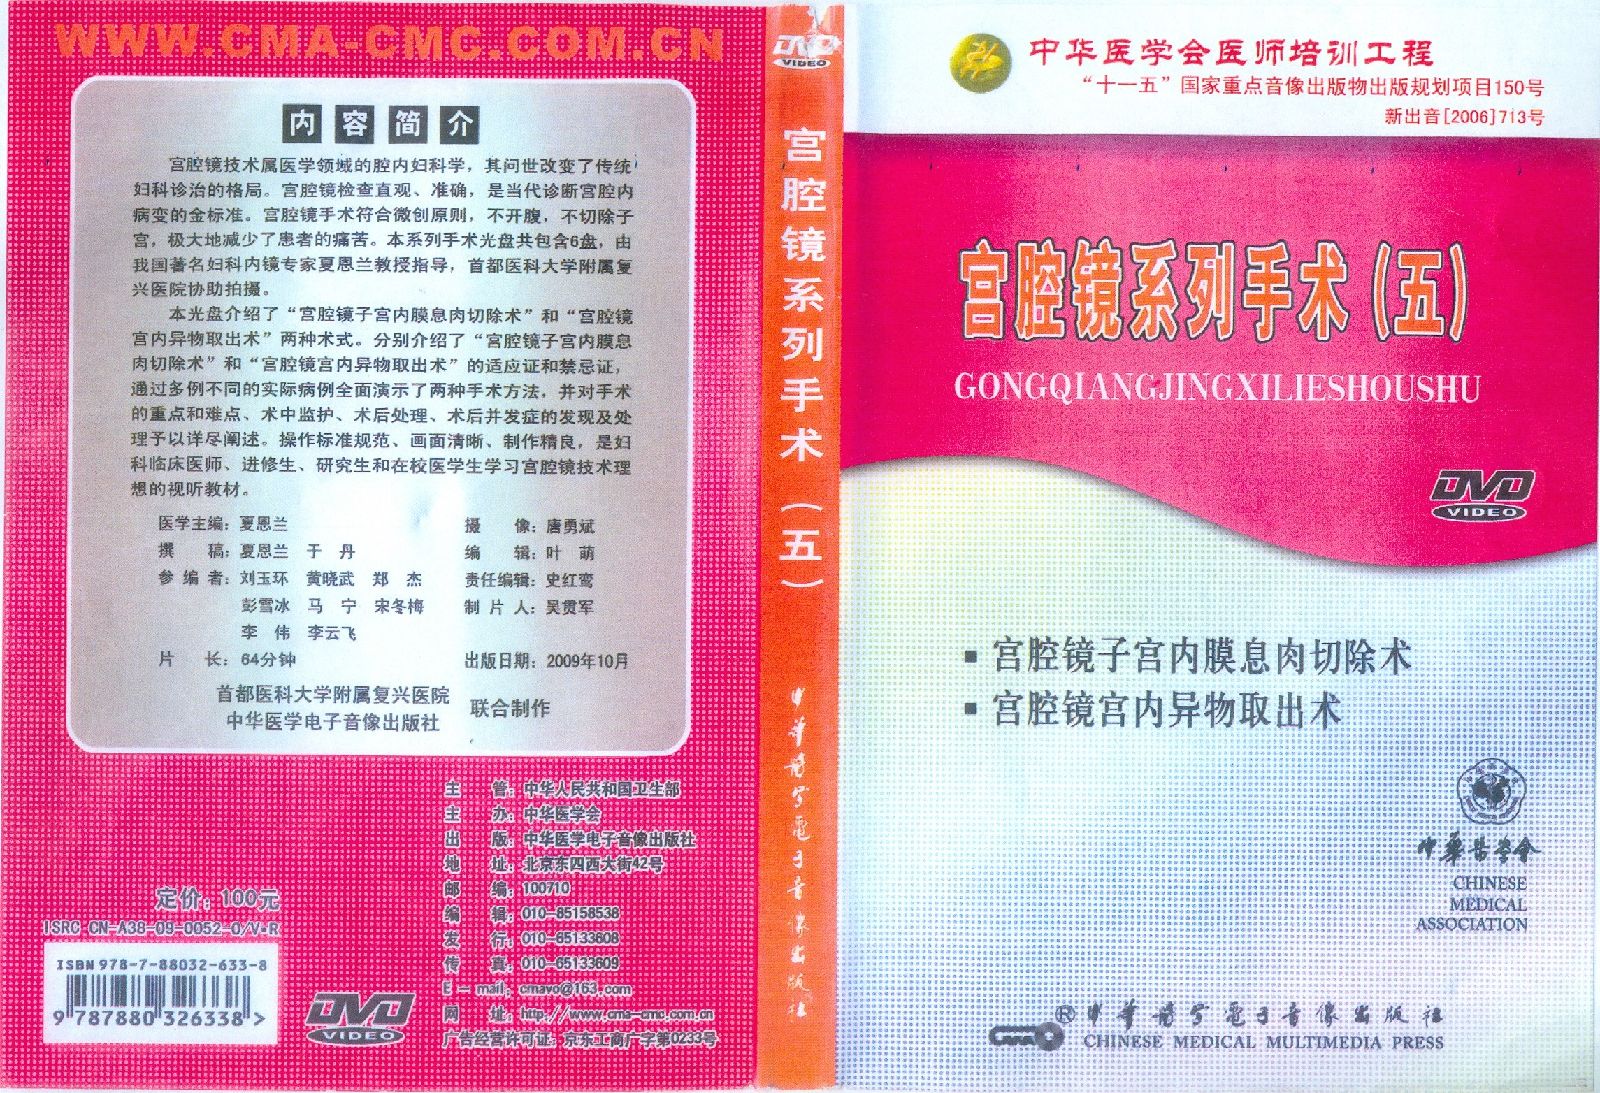 WWW.CMA-CMC.COM.CN
内容简介
宫腔镜技术属医学领域的腔内妇科学，其问世改变了传统
妇科诊治的格局。宫腔镜检查直观、准确，是当代诊断宫腔内
病变的金标准。宫腔镜手术符合微创原则，不开腹，不切除子
宫，极大地减少了患者的痛苦。本系列手术光盘共包含6盘，由
我国著名妇科内镜专家夏恩兰教授指导，首都医科大学附属复
兴医院协助拍摄。
本光盘介绍了“宫腔镜子宫内膜息肉切除术”和“宫腔镜
宫内异物取出术”两种术式。分别介绍了“宫腔镜子宫内膜息
肉切除术”和“宫腔镜宫内异物取出术”的适应证和禁忌证，
通过多例不同的实际病例全面演示了两种手术方法，并对手术
的重点和难点、术中监护、术后处理、术后并发症的发现及处
理予以详尽阐述。操作标准规范、画面清晰、制作精良，是妇
科临床医师、进修生、研究生和在校医学生学习宫腔镜技术理
想的视听教材。
医学主编：夏恩兰 摄 像：唐勇斌
撰 稿：夏恩兰 于 丹 编 辑：叶 萌
参 编 者：刘玉环 黄晓武 郑 杰 责任编辑：史红鸾
彭雪冰 马 宁 宋冬梅 制 片 人：吴贯军
李 伟 李云飞
片 长：64分钟 出版日期：2009年10月
首都医科大学附属复兴医院
中华医学电子音像出版社 联合制作
主 管：中华人民共和国卫生部
主 办：中华医学会
出 版：中华医学电子音像出版社
地 址：北京东四西大街42号
邮 编：100710
编 辑：010-85158538
发 行：010-65133608
传 真：010-65133609
E - mail：cmavo@163.com
网 址：http://www.cma-cmc.com.cn
广告经营许可证：京东工商广字第0233号
定价：100元
ISRC CN-A38-09-0052-0/V·R
ISBN 978-7-88032-633-8
9 787880 326338 >
DVD
VIDEO
DVD
VIDEO
宫腔镜系列手术（五）
中华医学电子音像出版社
中华医学会医师培训工程
“十一五”国家重点音像出版物出版规划项目150号
新出音[2006]713号
宫腔镜系列手术（五）
GONGQIANGJINGXILIESHOUSHU
DVD
VIDEO
▪ 宫腔镜子宫内膜息肉切除术
▪ 宫腔镜宫内异物取出术
中華醫學會
CHINESE
MEDICAL
ASSOCIATION
® 中华医学电子音像出版社
CHINESE MEDICAL MULTIMEDIA PRESS